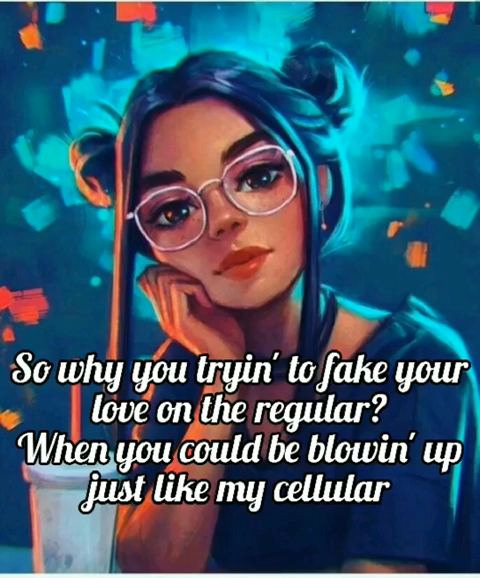 So why you tryin' to fake your
love on the regular?
When you could be blowin' up
just like my cellular